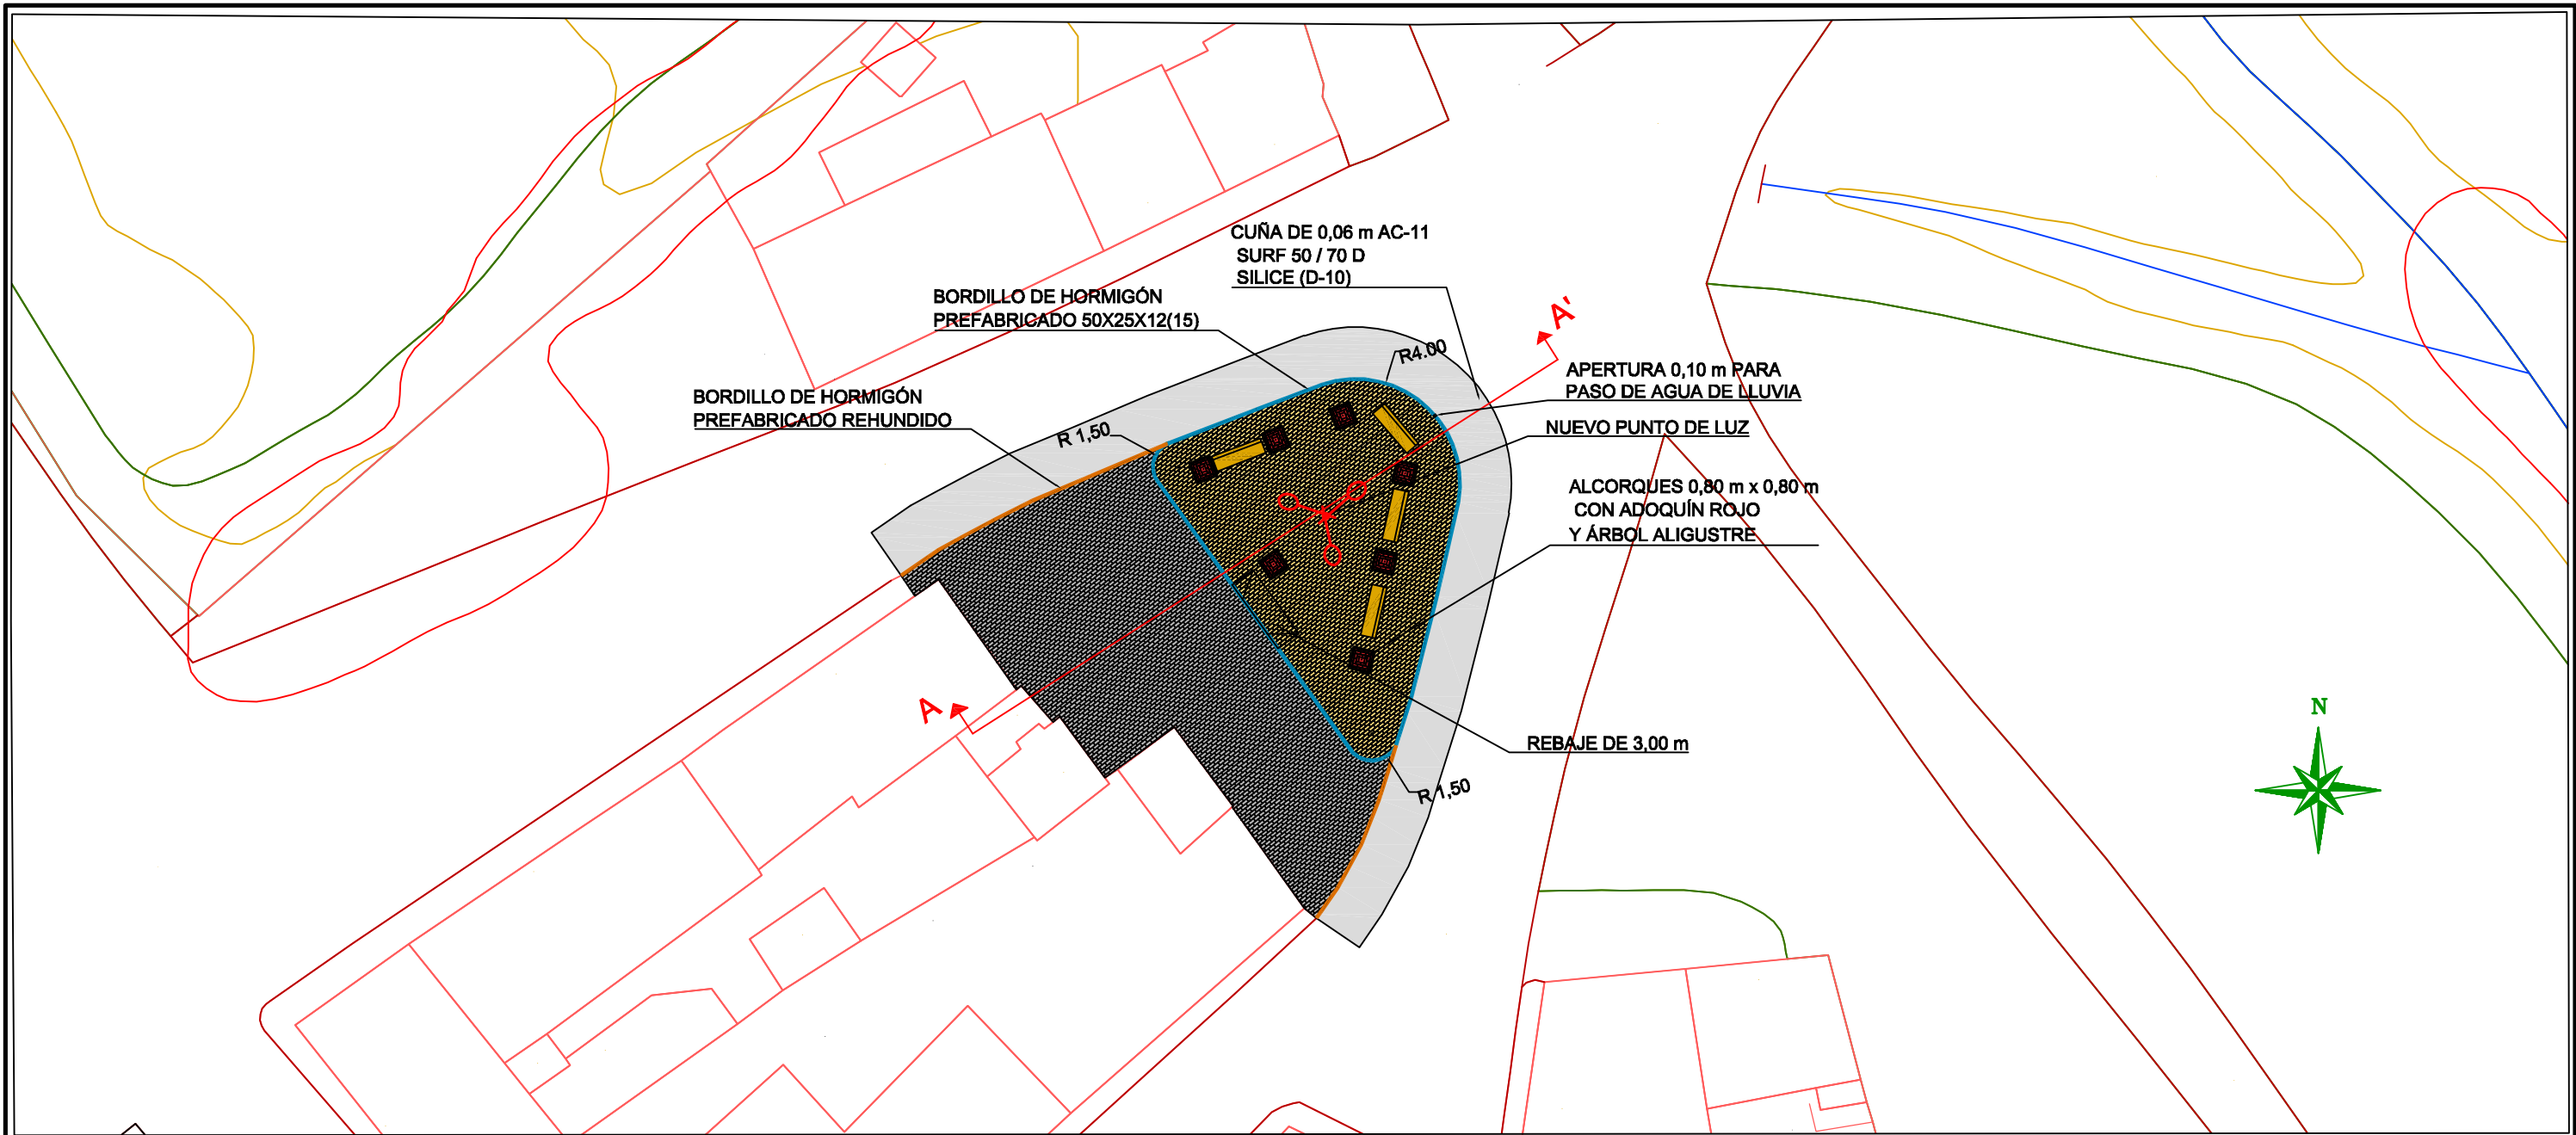 CUÑA DE 0,06 m AC-11
SURF 50 / 70 D
SILICE (D-10)
BORDILLO DE HORMIGÓN
PREFABRICADO 50X25X12(15)
A'
R4.00
APERTURA 0,10 m PARA
PASO DE AGUA DE LLUVIA
BORDILLO DE HORMIGÓN
PREFABRICADO REHUNDIDO
R 1,50
NUEVO PUNTO DE LUZ
ALCORQUES 0,80 m x 0,80 m
CON ADOQUÍN ROJO
Y ÁRBOL ALIGUSTRE
A
N
REBAJE DE 3,00 m
R 1,50